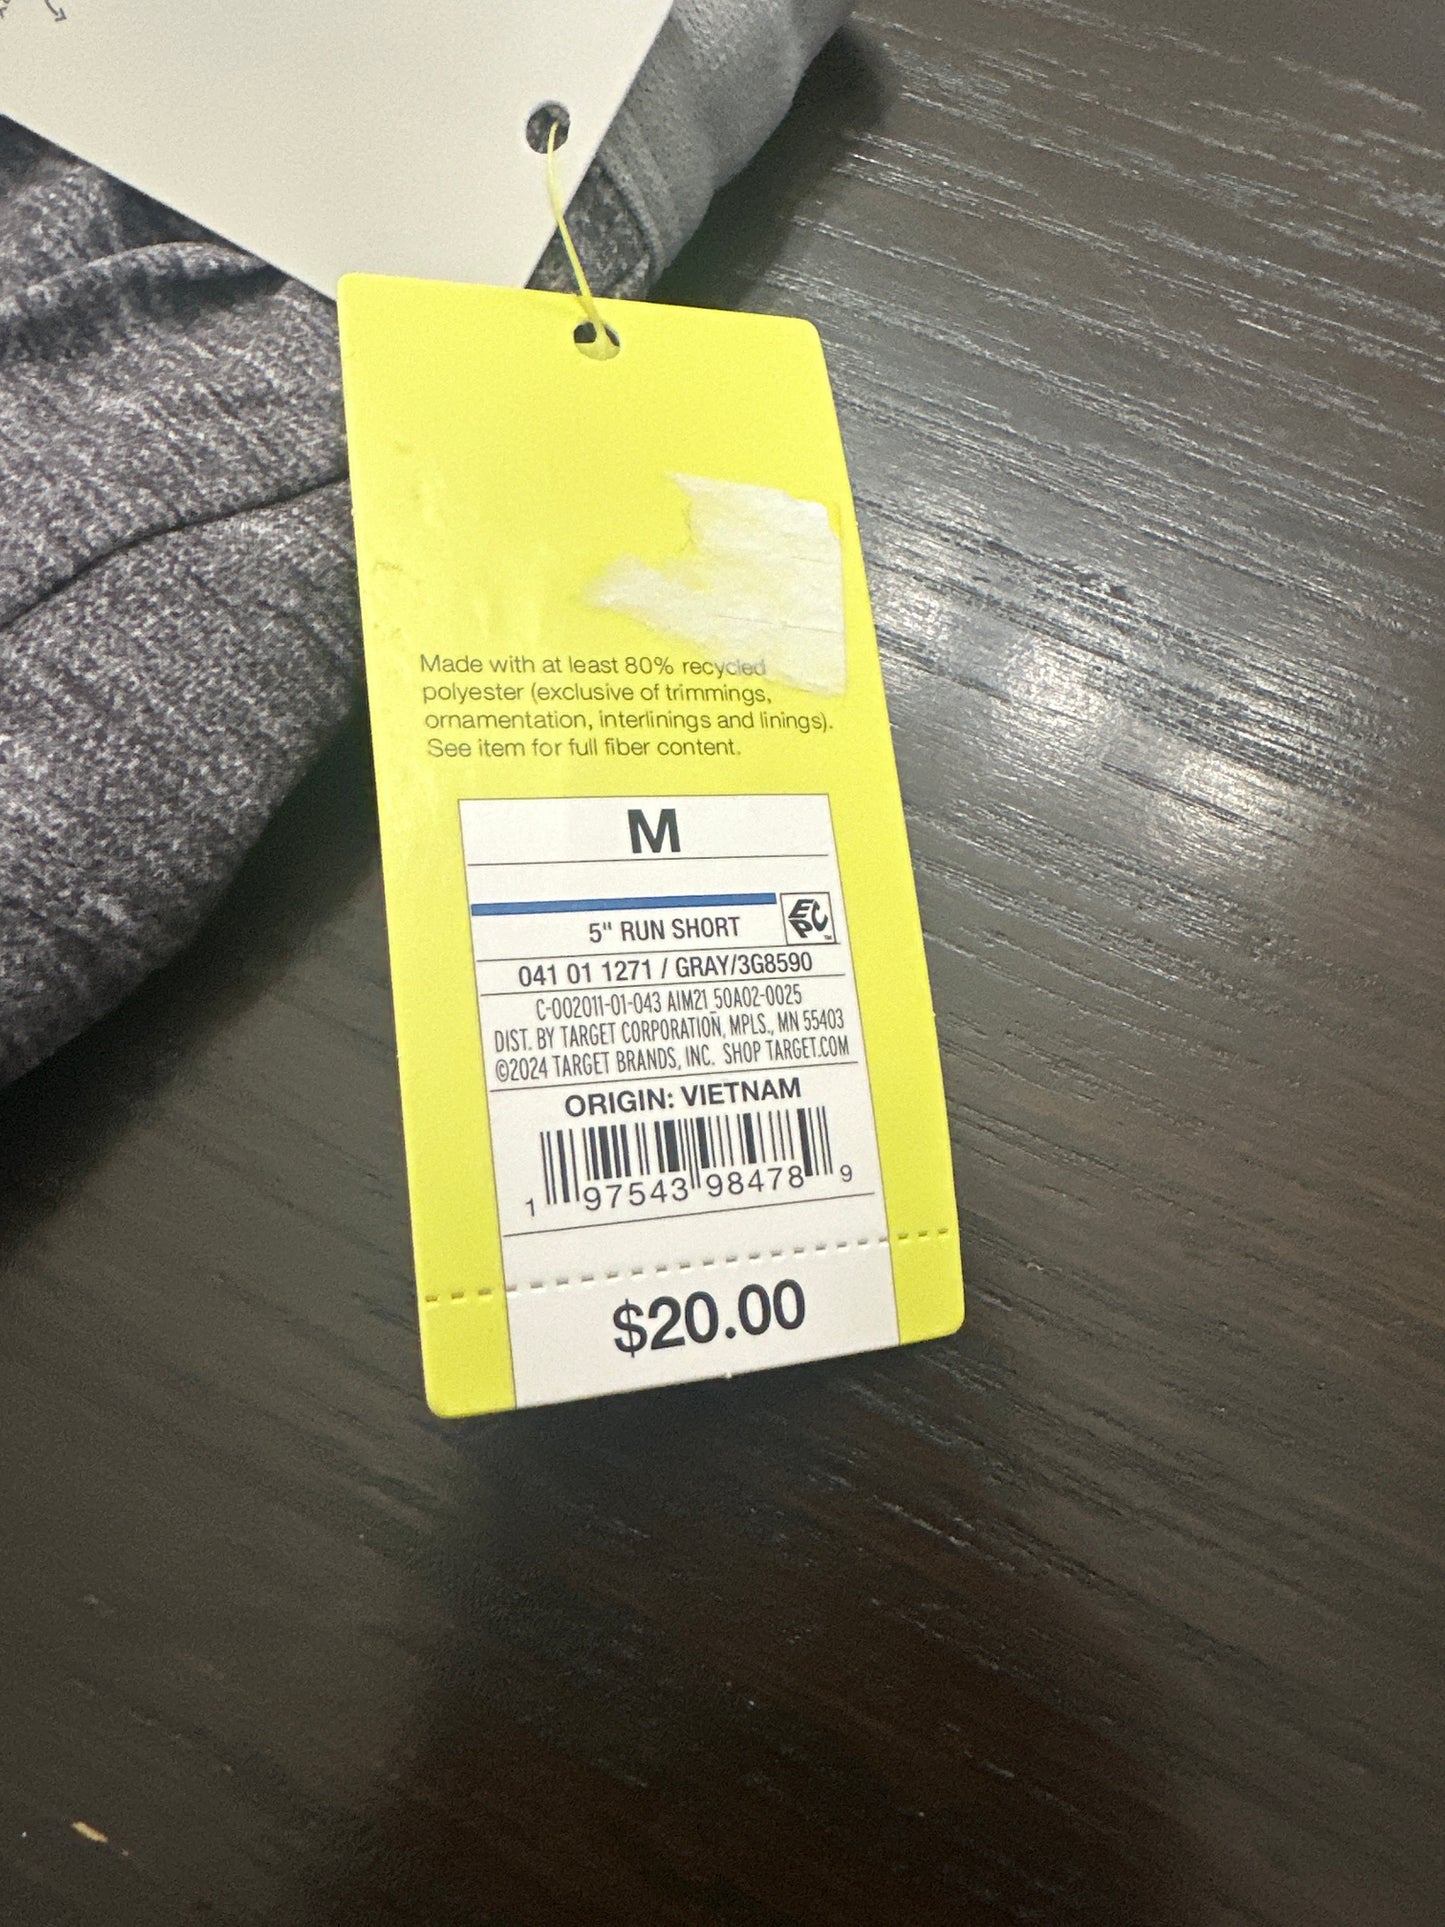 Made with at least 80% recycled
polyester (exclusive of trimmings,
ornamentation, interlinings and linings).
See item for full fiber content.
M
EPC™
5" RUN SHORT
041 01 1271 / GRAY/3G8590
C-002011-01-043 AIM21_50A02-0025
DIST. BY TARGET CORPORATION, MPLS., MN 55403
©2024 TARGET BRANDS, INC. SHOP TARGET.COM
ORIGIN: VIETNAM
1 97543 98478 9
$20.00